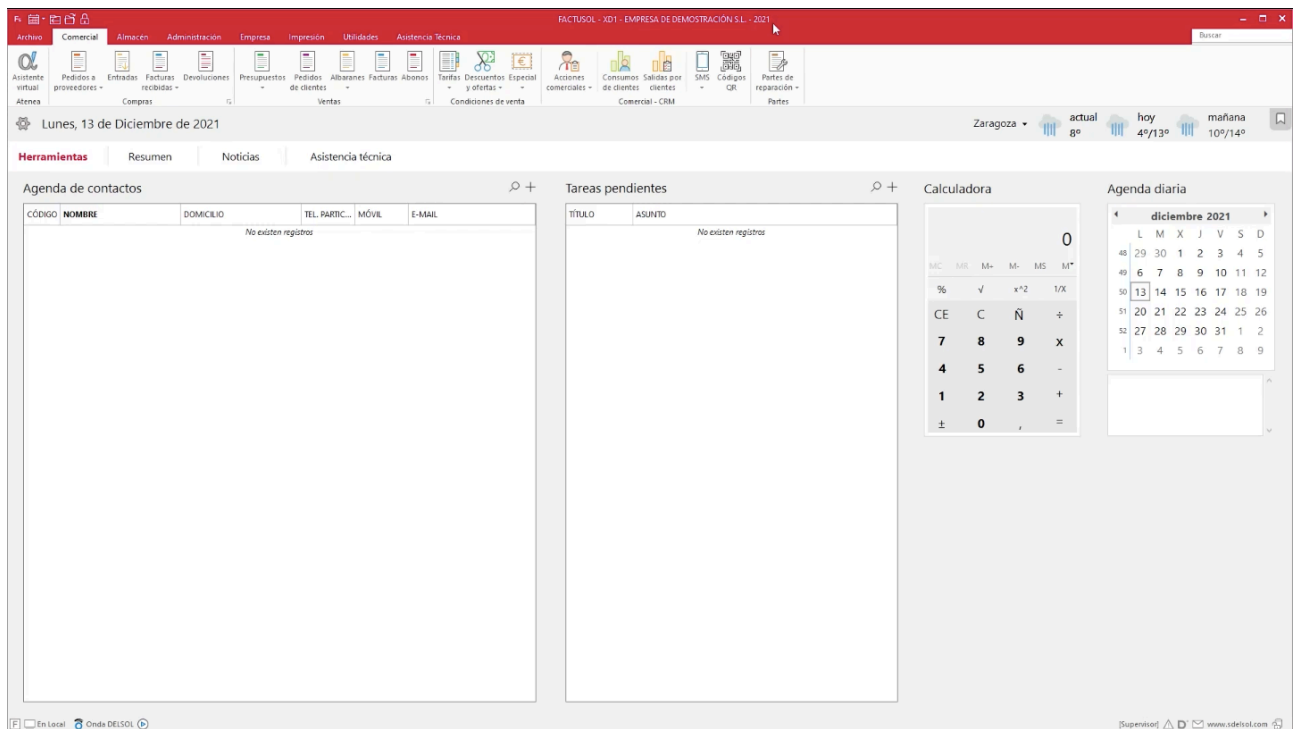 FACTUSOL - XD1 - EMPRESA DE DEMOSTRACIÓN S.L. - 2021
Archivo Comercial Almacén Administración Empresa Impresión Utilidades Asistencia Técnica Buscar
Asistente virtual Pedidos a proveedores Entradas Facturas recibidas Devoluciones Presupuestos Pedidos de clientes Albaranes Facturas Abonos Tarifas Descuentos y ofertas Especial Acciones comerciales Consumos de clientes Salidas por clientes SMS Códigos QR Partes de reparación
Atenea Compras Ventas Condiciones de venta Comercial - CRM Partes
Lunes, 13 de Diciembre de 2021 Zaragoza actual 8º hoy 4º/13º mañana 10º/14º
Herramientas Resumen Noticias Asistencia técnica
Agenda de contactos Tareas pendientes Calculadora Agenda diaria
CÓDIGO NOMBRE DOMICILIO TEL. PARTIC... MÓVIL E-MAIL
No existen registros
TÍTULO ASUNTO
No existen registros
0
MC MR M+ M- MS M
% √ x^2 1/X
CE C Ñ ÷
7 8 9 x
4 5 6 -
1 2 3 +
± 0 , =
diciembre 2021
L M X J V S D
48 29 30 1 2 3 4 5
49 6 7 8 9 10 11 12
50 13 14 15 16 17 18 19
51 20 21 22 23 24 25 26
52 27 28 29 30 31 1 2
1 3 4 5 6 7 8 9
En Local Onda DELSOL [Supervisor] www.sdelsol.com